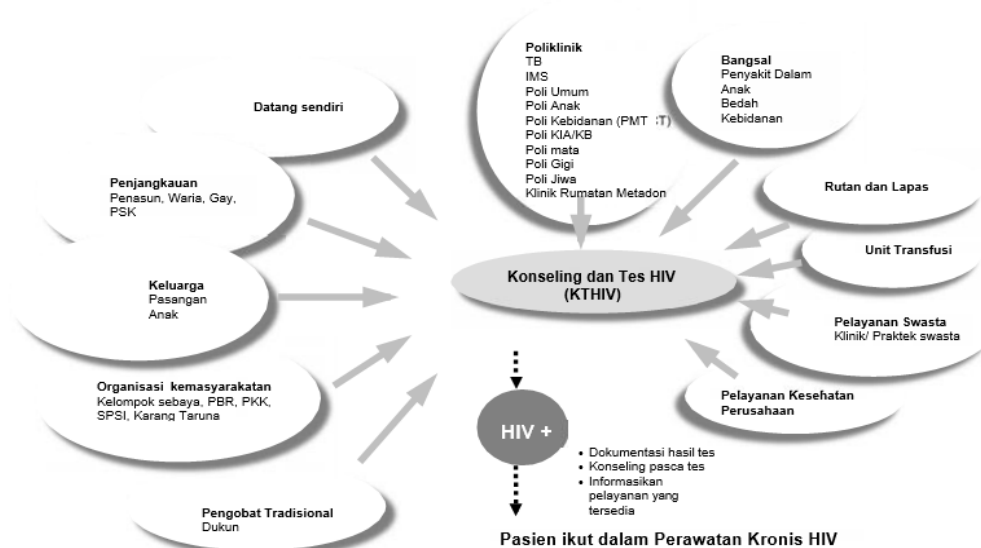 Datang sendiri
Penjangkauan
Penasun, Waria, Gay,
PSK
Keluarga
Pasangan
Anak
Organisasi kemasyarakatan
Kelompok sebaya, PBR, PKK,
SPSI, Karang Taruna
Pengobat Tradisional
Dukun
Poliklinik
TB
IMS
Poli Umum
Poli Anak
Poli Kebidanan
Poli KIA/KB
Poli mata
Poli Gigi
Poli Jiwa
Klinik Rumatan Metadon
Bangsal
Penyakit Dalam
Anak
Bedah
Kebidanan
Rutan dan Lapas
Unit Transfusi
Pelayanan Swasta
Klinik/ Praktek swasta
Pelayanan Kesehatan
Perusahaan
Konseling dan Tes HIV
(KTHIV)
HIV +
• Dokumentasi hasil tes
• Konseling pasca tes
• Informasikan
pelayanan yang
tersedia
Pasien ikut dalam Perawatan Kronis HIV